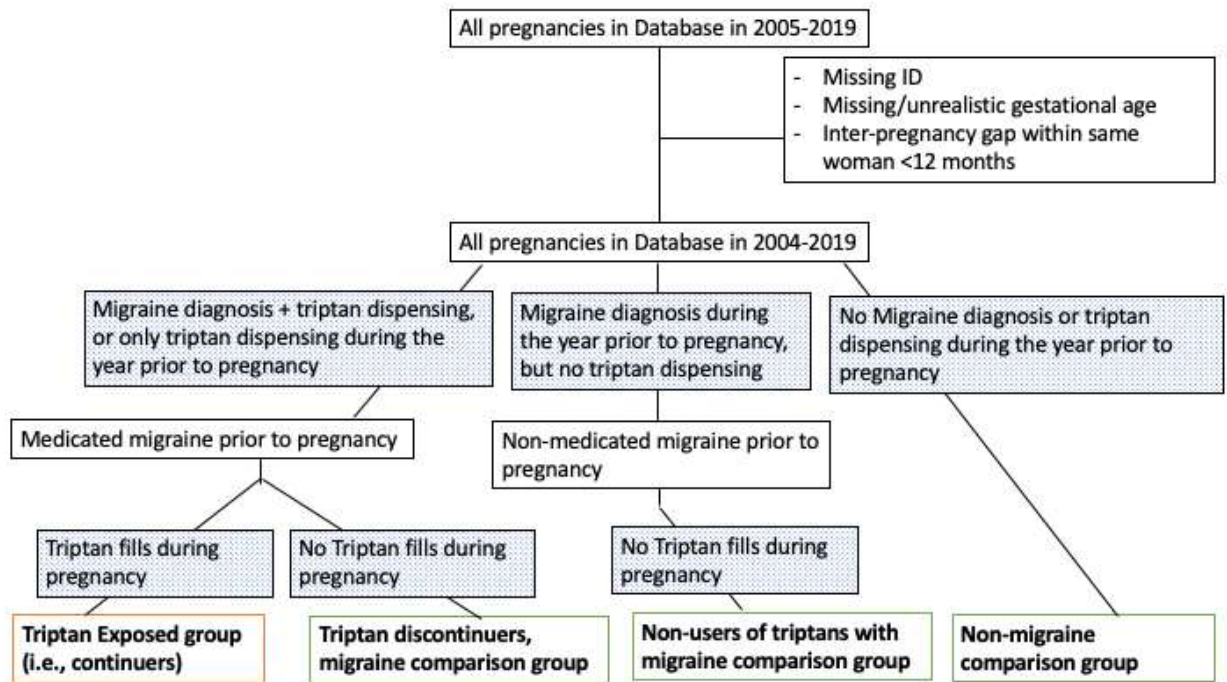 All pregnancies in Database in 2005-2019
- Missing ID
- Missing/unrealistic gestational age
- Inter-pregnancy gap within same
woman <12 months
All pregnancies in Database in 2004-2019
Migraine diagnosis + triptan dispensing,
or only triptan dispensing during the
year prior to pregnancy
Migraine diagnosis during
the year prior to pregnancy,
but no triptan dispensing
No Migraine diagnosis or triptan
dispensing during the year prior to
pregnancy
Medicated migraine prior to pregnancy
Non-medicated migraine prior to
pregnancy
Triptan fills during
pregnancy
No Triptan fills during
pregnancy
No Triptan fills during
pregnancy
Triptan Exposed group
(i.e., continuers)
Triptan discontinuers,
migraine comparison group
Non-users of triptans with
migraine comparison group
Non-migraine
comparison group